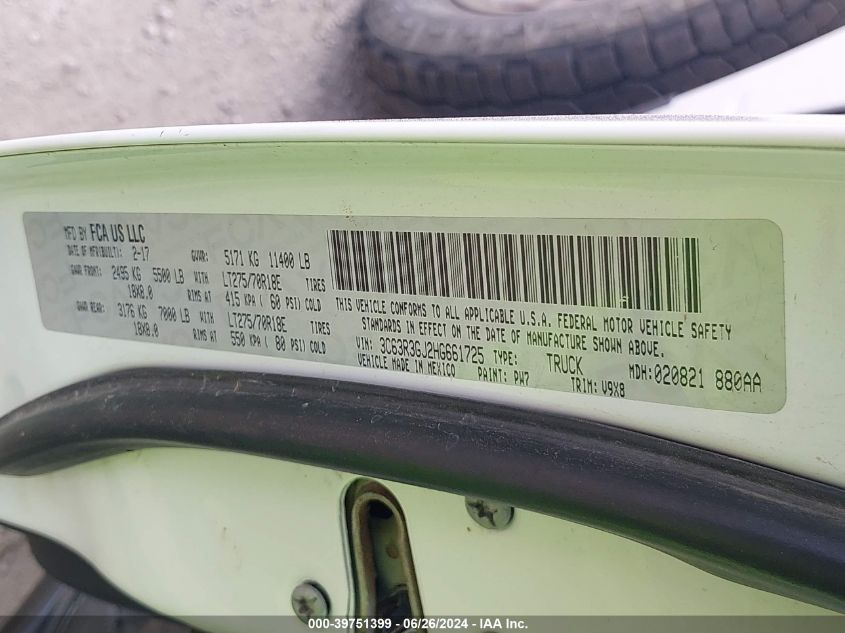 MFD BY FCA US LLC
DATE OF MFR(BUILT): 2-17 GVWR: 5171 KG 11400 LB
GAWR FRONT: 2495 KG 5500 LB WITH LT275/70R18E TIRES
18X8.0 RIMS AT 415 KPA ( 60 PSI) COLD
GAWR REAR: 3176 KG 7000 LB WITH LT275/70R18E TIRES
18X8.0 RIMS AT 550 KPA ( 80 PSI) COLD
THIS VEHICLE CONFORMS TO ALL APPLICABLE U.S.A. FEDERAL MOTOR VEHICLE SAFETY
STANDARDS IN EFFECT ON THE DATE OF MANUFACTURE SHOWN ABOVE.
VIN: 3C63R3GJ2HG661725 TYPE: TRUCK MDH:020821 880AA
VEHICLE MADE IN MEXICO PAINT: PW7 TRIM: V9X8
000-39751399 - 06/26/2024 - IAA Inc.